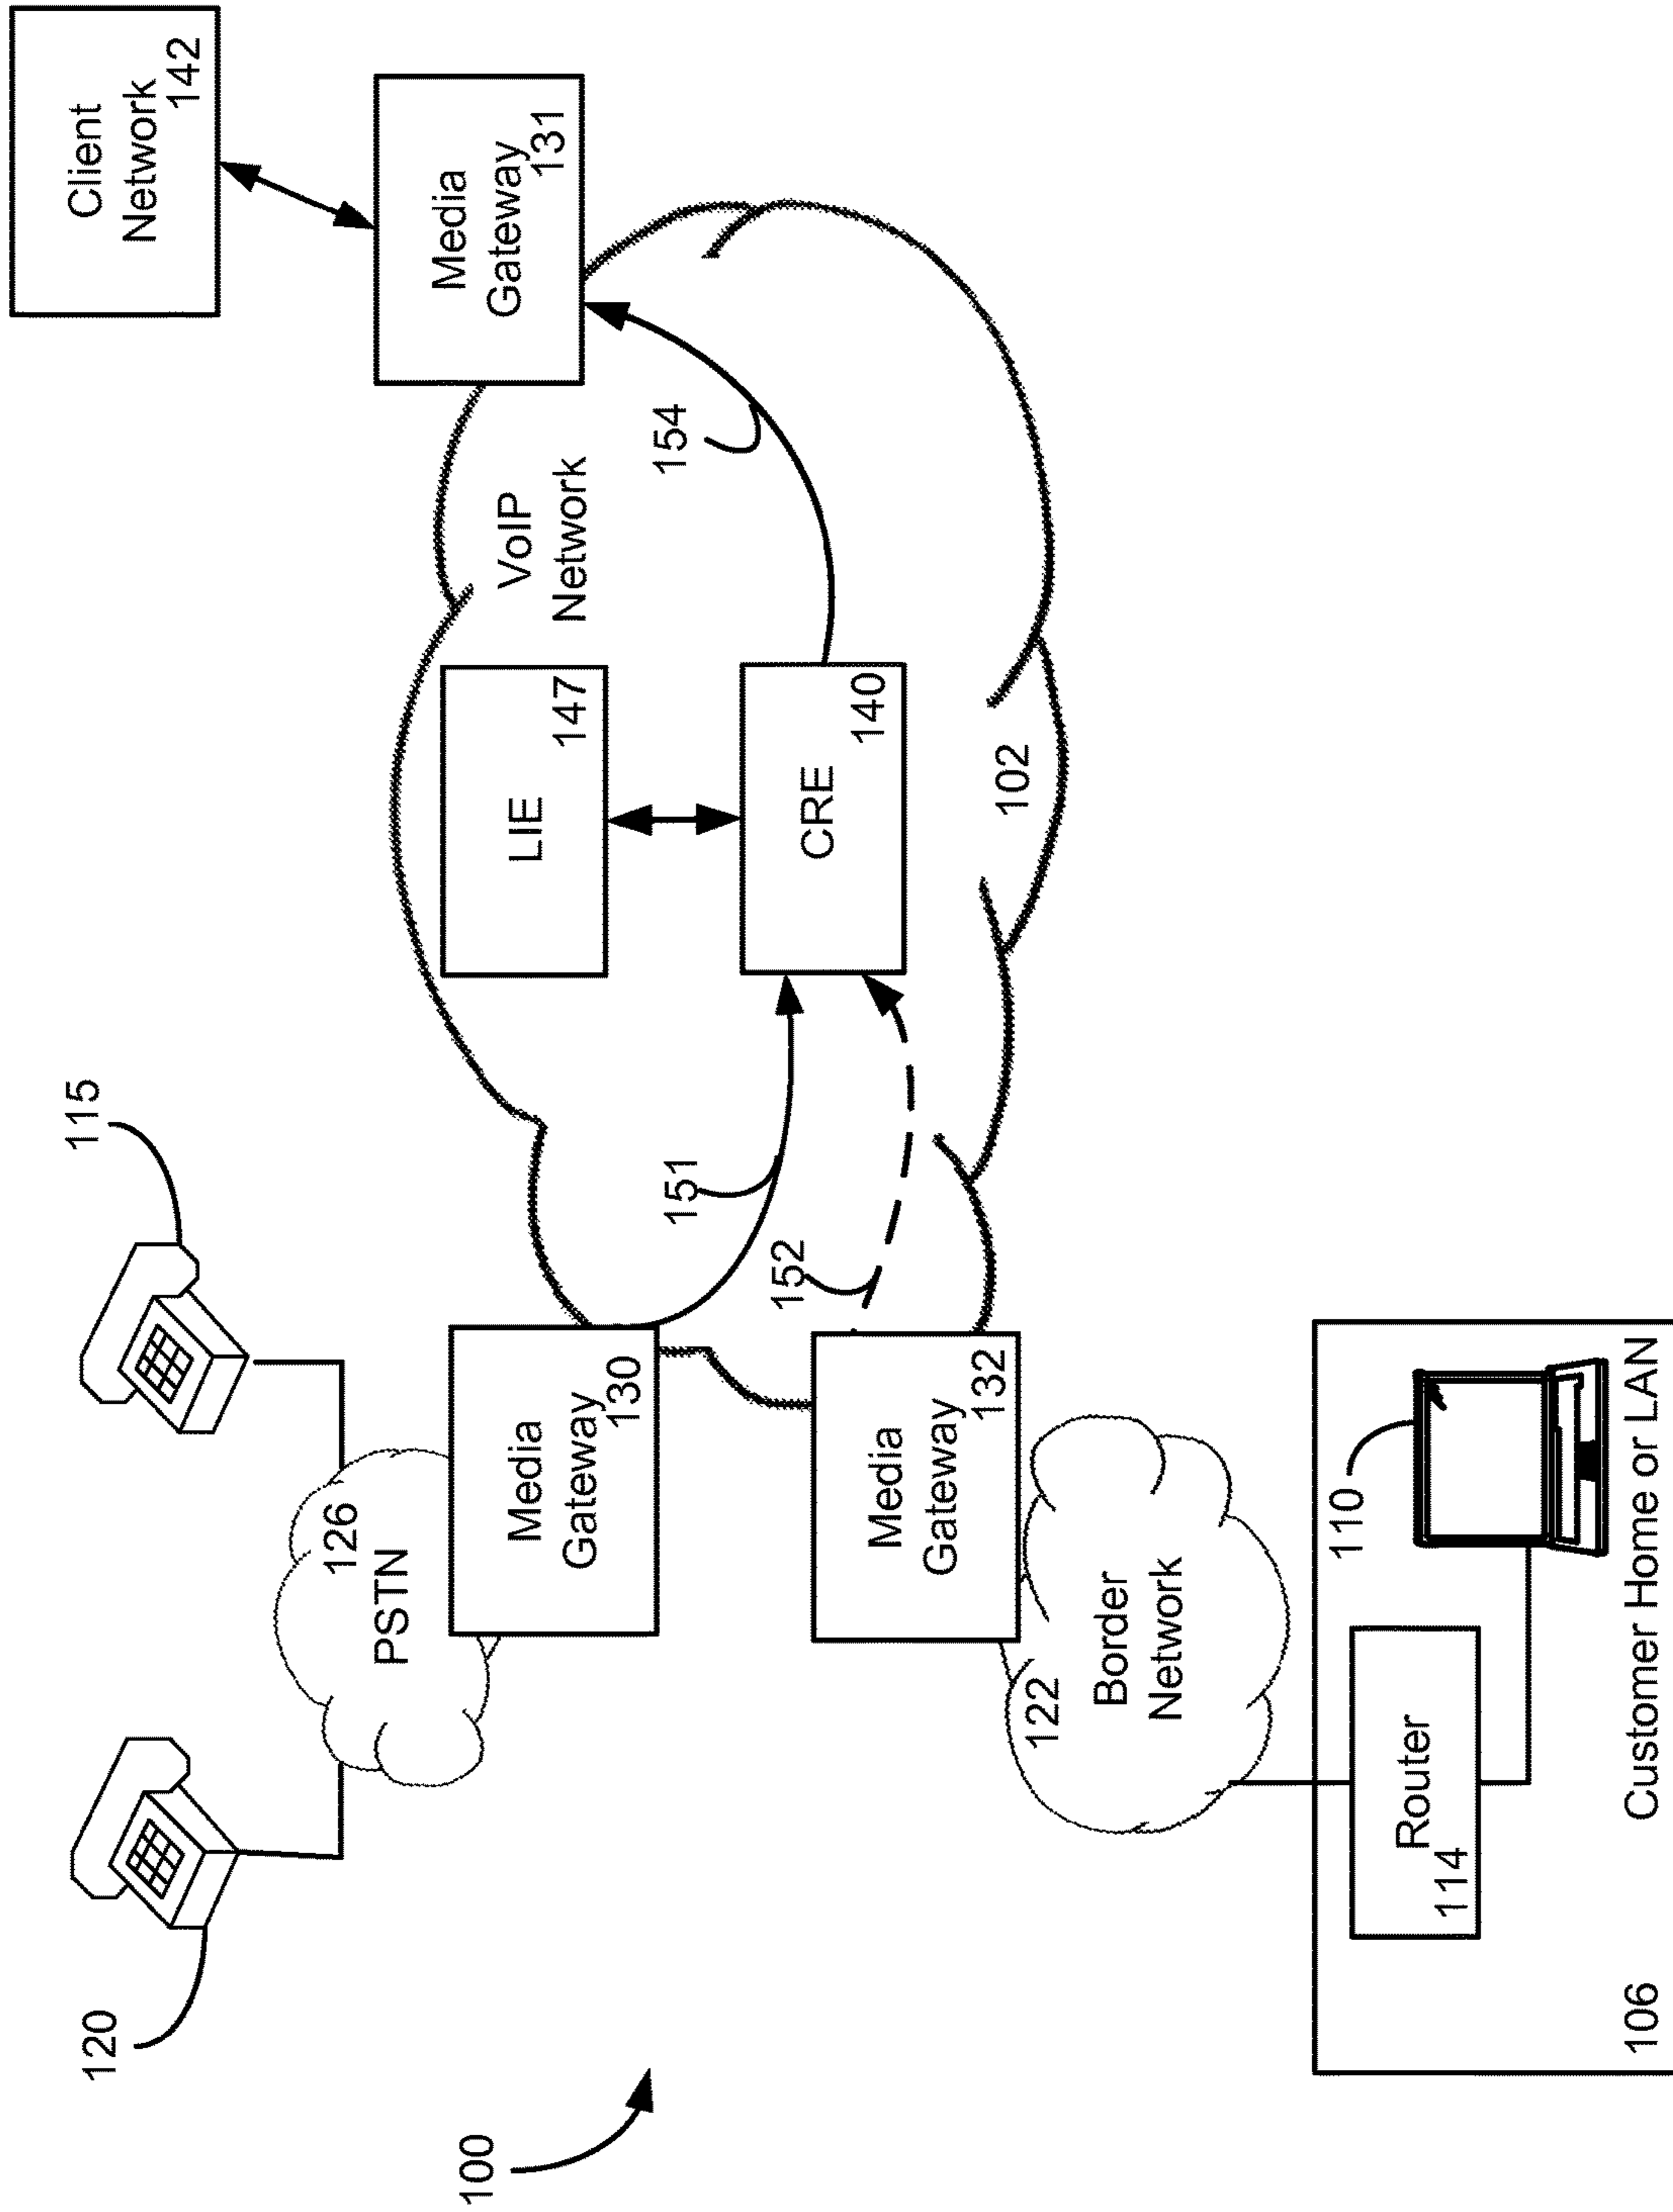 100
120
115
PSTN
126
Media
Gateway
130
151
152
Media
Gateway
132
122
Border
Network
106
Customer Home or LAN
Router
114
110
LIE
147
CRE
140
VoIP
Network
102
154
Media
Gateway
131
Client
Network
142